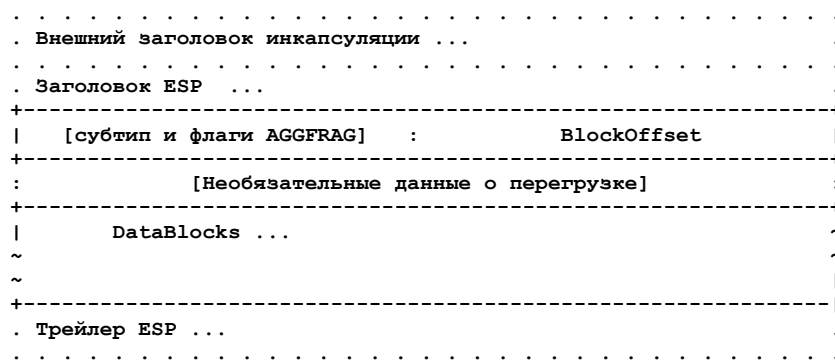 . . . . . . . . . . . . . . . . . . . . . . . . . . . . . . . . . . .
. Внешний заголовок инкапсуляции ... .
. . . . . . . . . . . . . . . . . . . . . . . . . . . . . . . . . . .
. Заголовок ESP ... .
+---------------------------------------------------------------+
| [субтип и флаги AGGFRAG] : BlockOffset |
+---------------------------------------------------------------+
: [Необязательные данные о перегрузке] :
+---------------------------------------------------------------+
| DataBlocks ... ~
~ ~
~ |
+---------------------------------------------------------------|
. Трейлер ESP ... .
. . . . . . . . . . . . . . . . . . . . . . . . . . . . . . . . . . .